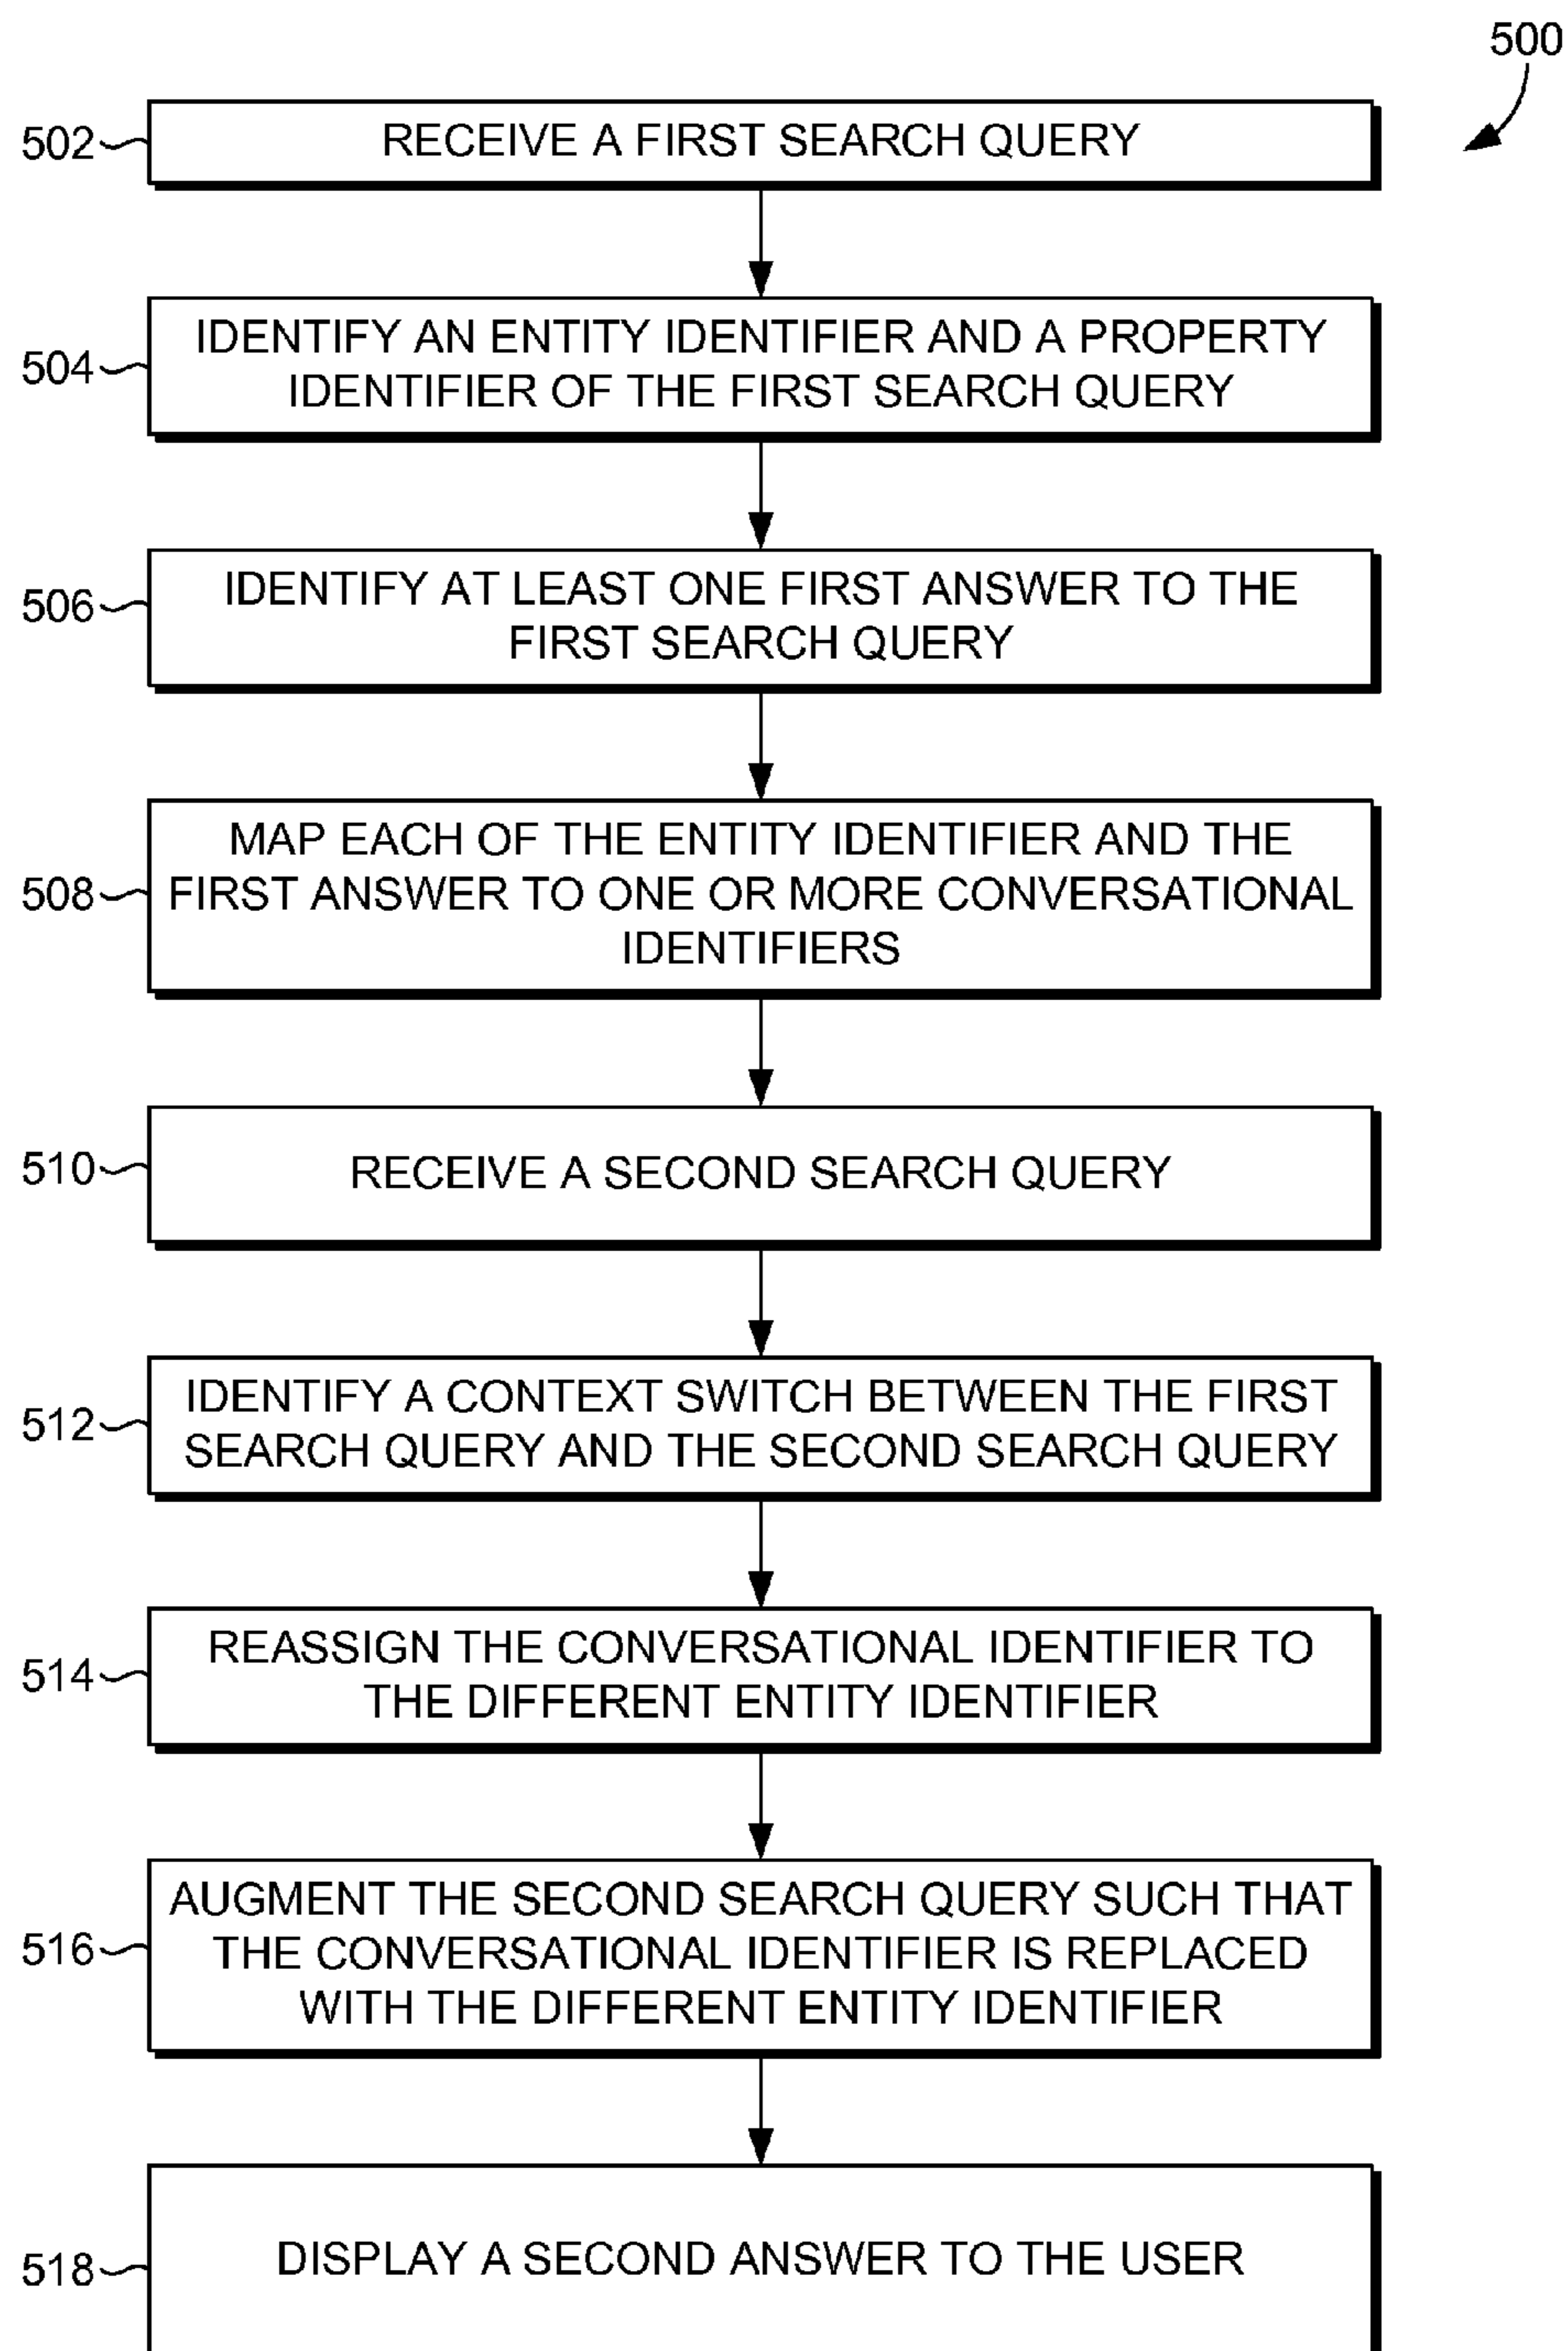 500
502
RECEIVE A FIRST SEARCH QUERY
504
IDENTIFY AN ENTITY IDENTIFIER AND A PROPERTY
IDENTIFIER OF THE FIRST SEARCH QUERY
506
IDENTIFY AT LEAST ONE FIRST ANSWER TO THE
FIRST SEARCH QUERY
508
MAP EACH OF THE ENTITY IDENTIFIER AND THE
FIRST ANSWER TO ONE OR MORE CONVERSATIONAL
IDENTIFIERS
510
RECEIVE A SECOND SEARCH QUERY
512
IDENTIFY A CONTEXT SWITCH BETWEEN THE FIRST
SEARCH QUERY AND THE SECOND SEARCH QUERY
514
REASSIGN THE CONVERSATIONAL IDENTIFIER TO
THE DIFFERENT ENTITY IDENTIFIER
516
AUGMENT THE SECOND SEARCH QUERY SUCH THAT
THE CONVERSATIONAL IDENTIFIER IS REPLACED
WITH THE DIFFERENT ENTITY IDENTIFIER
518
DISPLAY A SECOND ANSWER TO THE USER